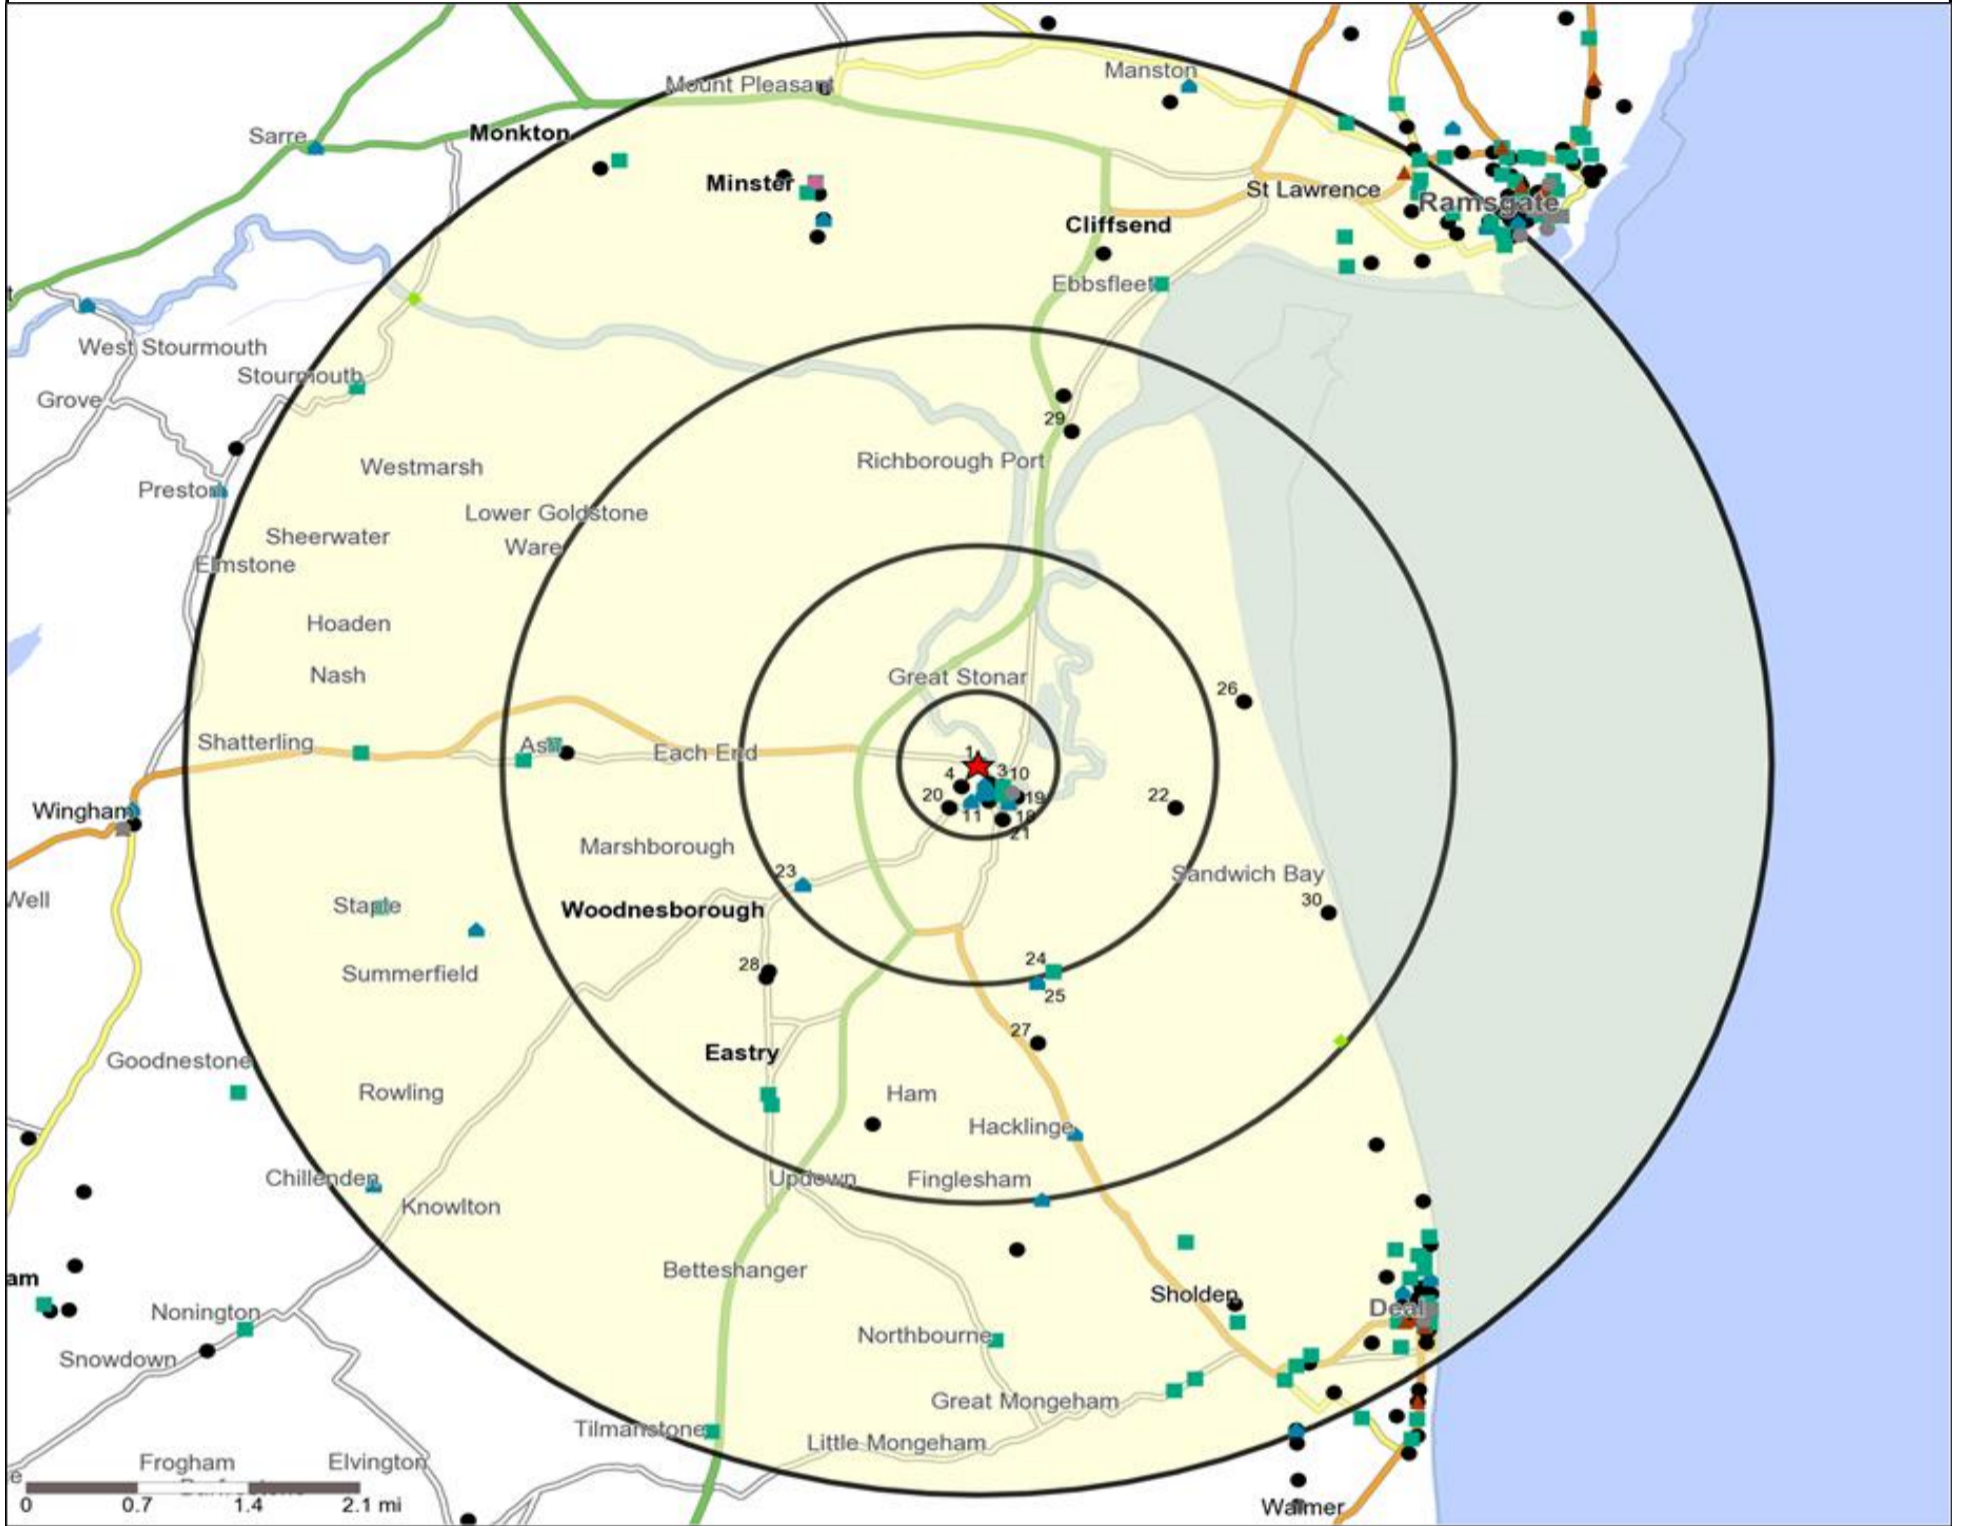 Manston
Mount Pleasant
Monkton
Sarre
Minster
St Lawrence
Ramsgate
Cliffsend
Ebbsfleet
t
West Stourmouth
Stourmouth
Grove
29
Westmarsh
Richborough Port
Preston
Lower Goldstone
Sheerwater
Ware
Elmstone
Hoaden
Nash
Great Stonar
26
Shatterling
Each End
1
4
3
10
20
19
22
Wingham
11
18
21
Marshborough
23
Sandwich Bay
Well
Staple
Woodnesborough
30
24
28
Summerfield
25
27
Eastry
Goodnestone
Rowling
Ham
Hacklinge
Chillenden
Updown
Finglesham
Knowlton
Betteshanger
am
Sholden
Deal
Nonington
Northbourne
Snowdown
Great Mongeham
Tilmanstone
Little Mongeham
Frogham
Elvington
e
0 0.7 1.4 2.1 mi
Walmer